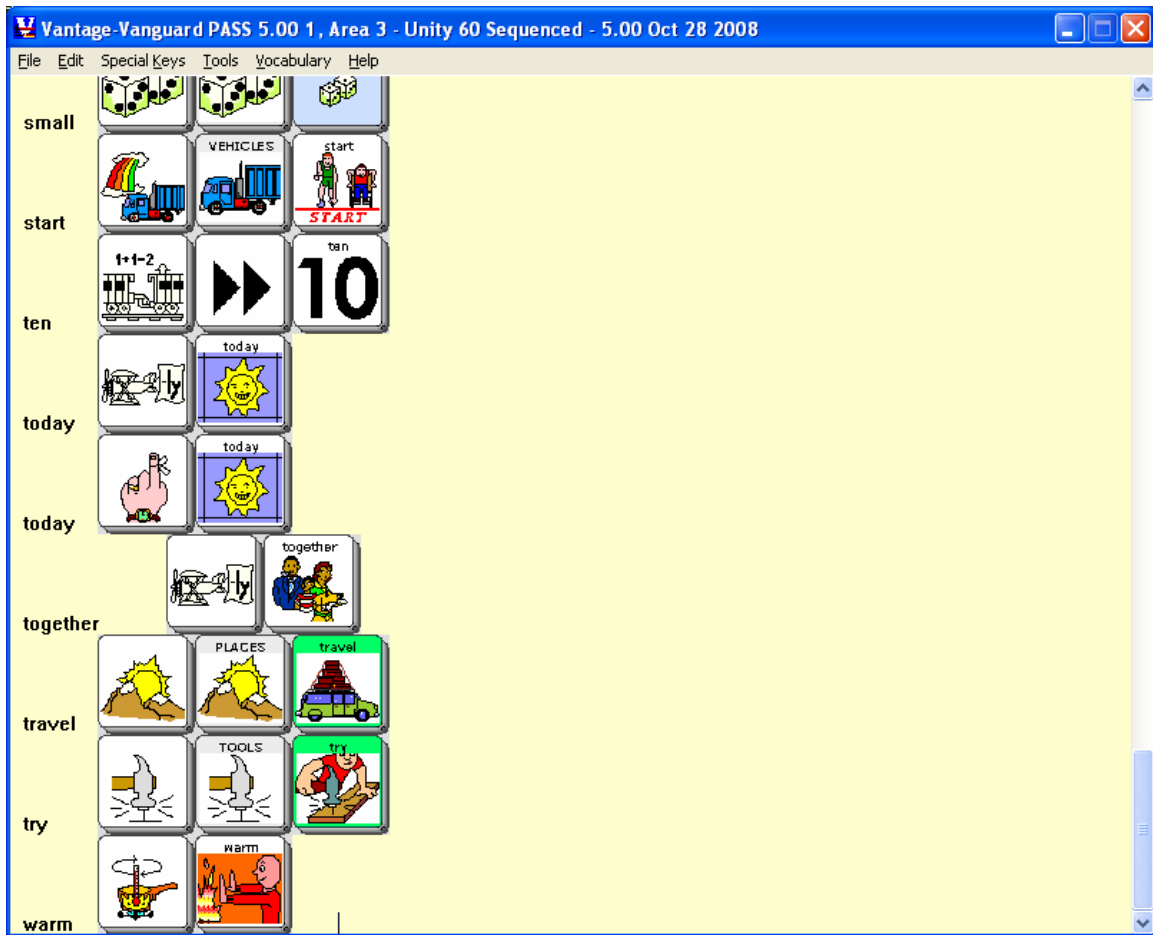 Vantage-Vanguard PASS 5.00 1, Area 3 - Unity 60 Sequenced - 5.00 Oct 28 2008
File Edit Special Keys Tools Vocabulary Help
small
VEHICLES start
START
start
1+1=2 ten
10
ten
ly today
today
today
today
together
ly
together
PLACES travel
travel
TOOLS try
try
warm
warm